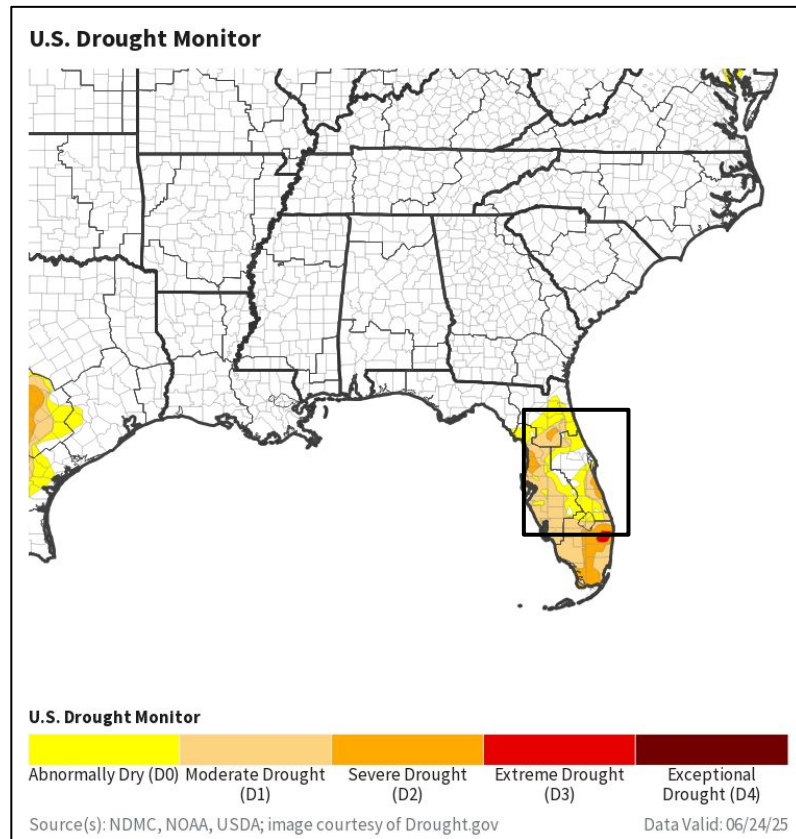 U.S. Drought Monitor
U.S. Drought Monitor
Abnormally Dry (D0)
Moderate Drought
(D1)
Severe Drought
(D2)
Extreme Drought
(D3)
Exceptional
Drought (D4)
Source(s): NDMC, NOAA, USDA; image courtesy of Drought.gov
Data Valid: 06/24/25